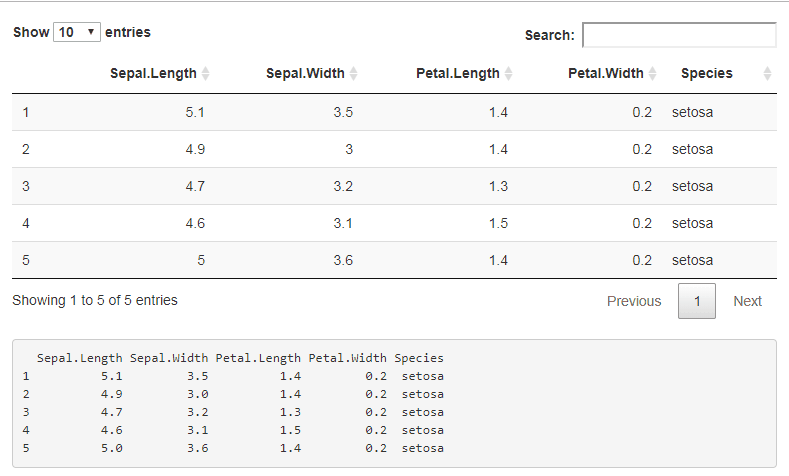 Show 10 entries Search:
Sepal.Length Sepal.Width Petal.Length Petal.Width Species
1 5.1 3.5 1.4 0.2 setosa
2 4.9 3 1.4 0.2 setosa
3 4.7 3.2 1.3 0.2 setosa
4 4.6 3.1 1.5 0.2 setosa
5 5 3.6 1.4 0.2 setosa
Showing 1 to 5 of 5 entries Previous 1 Next
Sepal.Length Sepal.Width Petal.Length Petal.Width Species
1 5.1 3.5 1.4 0.2 setosa
2 4.9 3.0 1.4 0.2 setosa
3 4.7 3.2 1.3 0.2 setosa
4 4.6 3.1 1.5 0.2 setosa
5 5.0 3.6 1.4 0.2 setosa